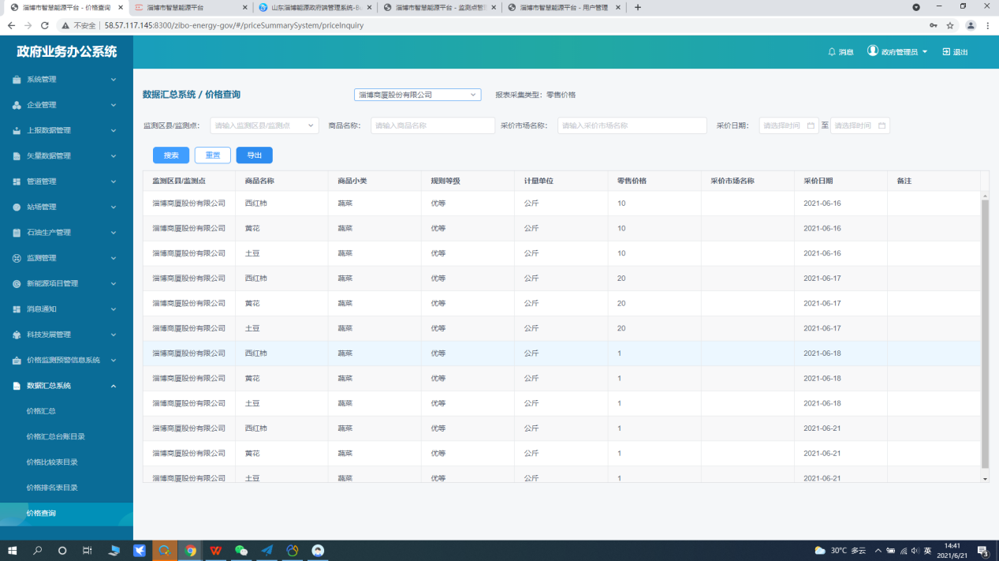 淄博市智慧能源平台 - 价格查询
淄博市智慧能源平台
山东淄博能源政府端管理系统-Bu
淄博市智慧能源平台 - 监测点管
淄博市智慧能源平台 - 用户管理
不安全 58.57.117.145:8300/zibo-energy-gov/#/priceSummarySystem/priceInquiry
政府业务办公系统
消息 政府管理员 退出
系统管理
企业管理
上报数据管理
矢量数据管理
管道管理
站场管理
石油生产管理
监测管理
新能源项目管理
消息通知
科技发展管理
价格监测预警信息系统
数据汇总系统
价格汇总
价格汇总台账目录
价格比较表目录
价格排名表目录
价格查询
数据汇总系统 / 价格查询 淄博商厦股份有限公司 报表采集类型：零售价格
监测区县/监测点： 请输入监测区县/监测点 商品名称： 请输入商品名称 采价市场名称： 请输入采价市场名称 采价日期： 请选择时间 至 请选择时间
搜索 重置 导出
监测区县/监测点 商品名称 商品小类 规则等级 计量单位 零售价格 采价市场名称 采价日期 备注
淄博商厦股份有限公司 西红柿 蔬菜 优等 公斤 10 2021-06-16
淄博商厦股份有限公司 黄花 蔬菜 优等 公斤 10 2021-06-16
淄博商厦股份有限公司 土豆 蔬菜 优等 公斤 10 2021-06-16
淄博商厦股份有限公司 西红柿 蔬菜 优等 公斤 20 2021-06-17
淄博商厦股份有限公司 黄花 蔬菜 优等 公斤 20 2021-06-17
淄博商厦股份有限公司 土豆 蔬菜 优等 公斤 20 2021-06-17
淄博商厦股份有限公司 西红柿 蔬菜 优等 公斤 1 2021-06-18
淄博商厦股份有限公司 黄花 蔬菜 优等 公斤 1 2021-06-18
淄博商厦股份有限公司 土豆 蔬菜 优等 公斤 1 2021-06-18
淄博商厦股份有限公司 西红柿 蔬菜 优等 公斤 1 2021-06-21
淄博商厦股份有限公司 黄花 蔬菜 优等 公斤 1 2021-06-21
淄博商厦股份有限公司 土豆 蔬菜 优等 公斤 1 2021-06-21
30°C 多云 英 14:41
2021/6/21
3